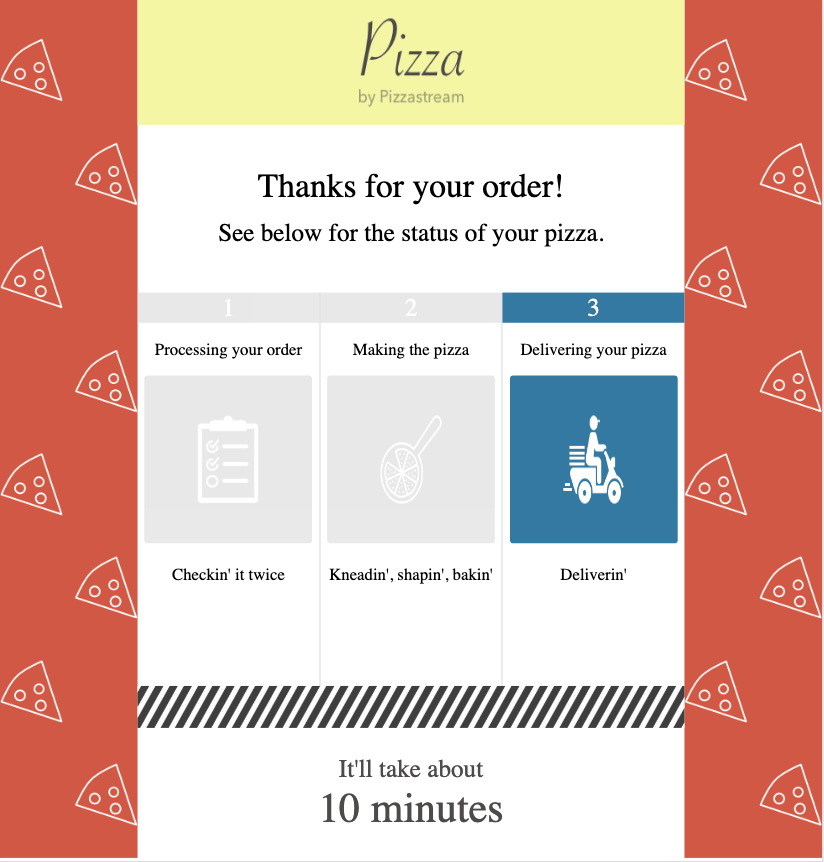 Pizza
by Pizzastream
Thanks for your order!
See below for the status of your pizza.
1 2 3
Processing your order Making the pizza Delivering your pizza
Checkin' it twice Kneadin', shapin', bakin' Deliverin'
It'll take about
10 minutes